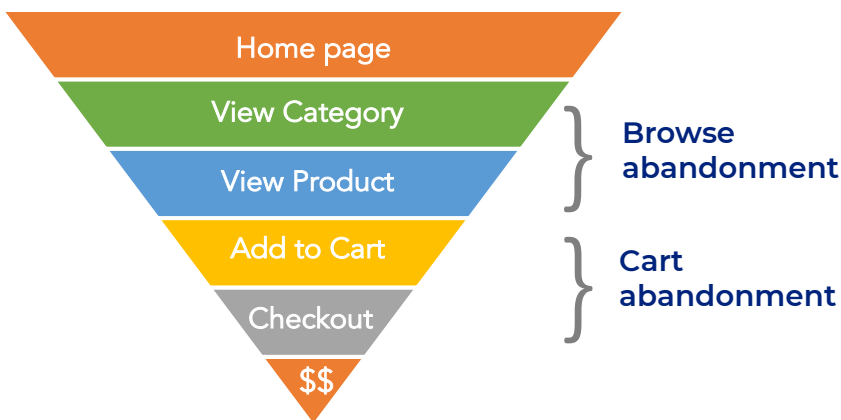 Home page
View Category
View Product
Browse
abandonment
Add to Cart
Checkout
Cart
abandonment
$$